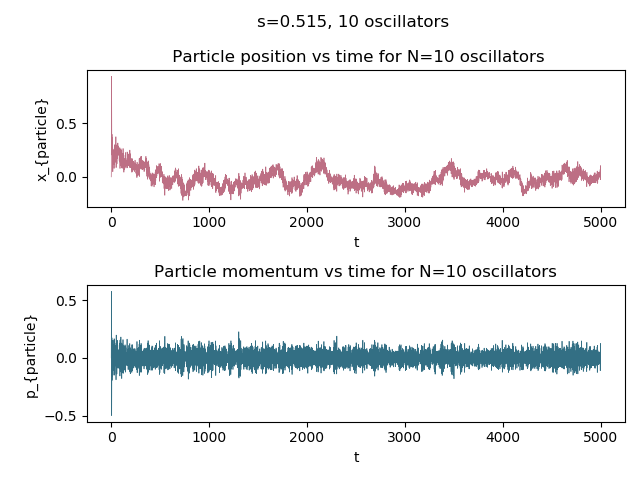 s=0.515, 10 oscillators
Particle position vs time for N=10 oscillators
x_{particle}
0.5
0.0
0
1000
2000
3000
4000
5000
t
Particle momentum vs time for N=10 oscillators
p_{particle}
0.5
0.0
−0.5
0
1000
2000
3000
4000
5000
t